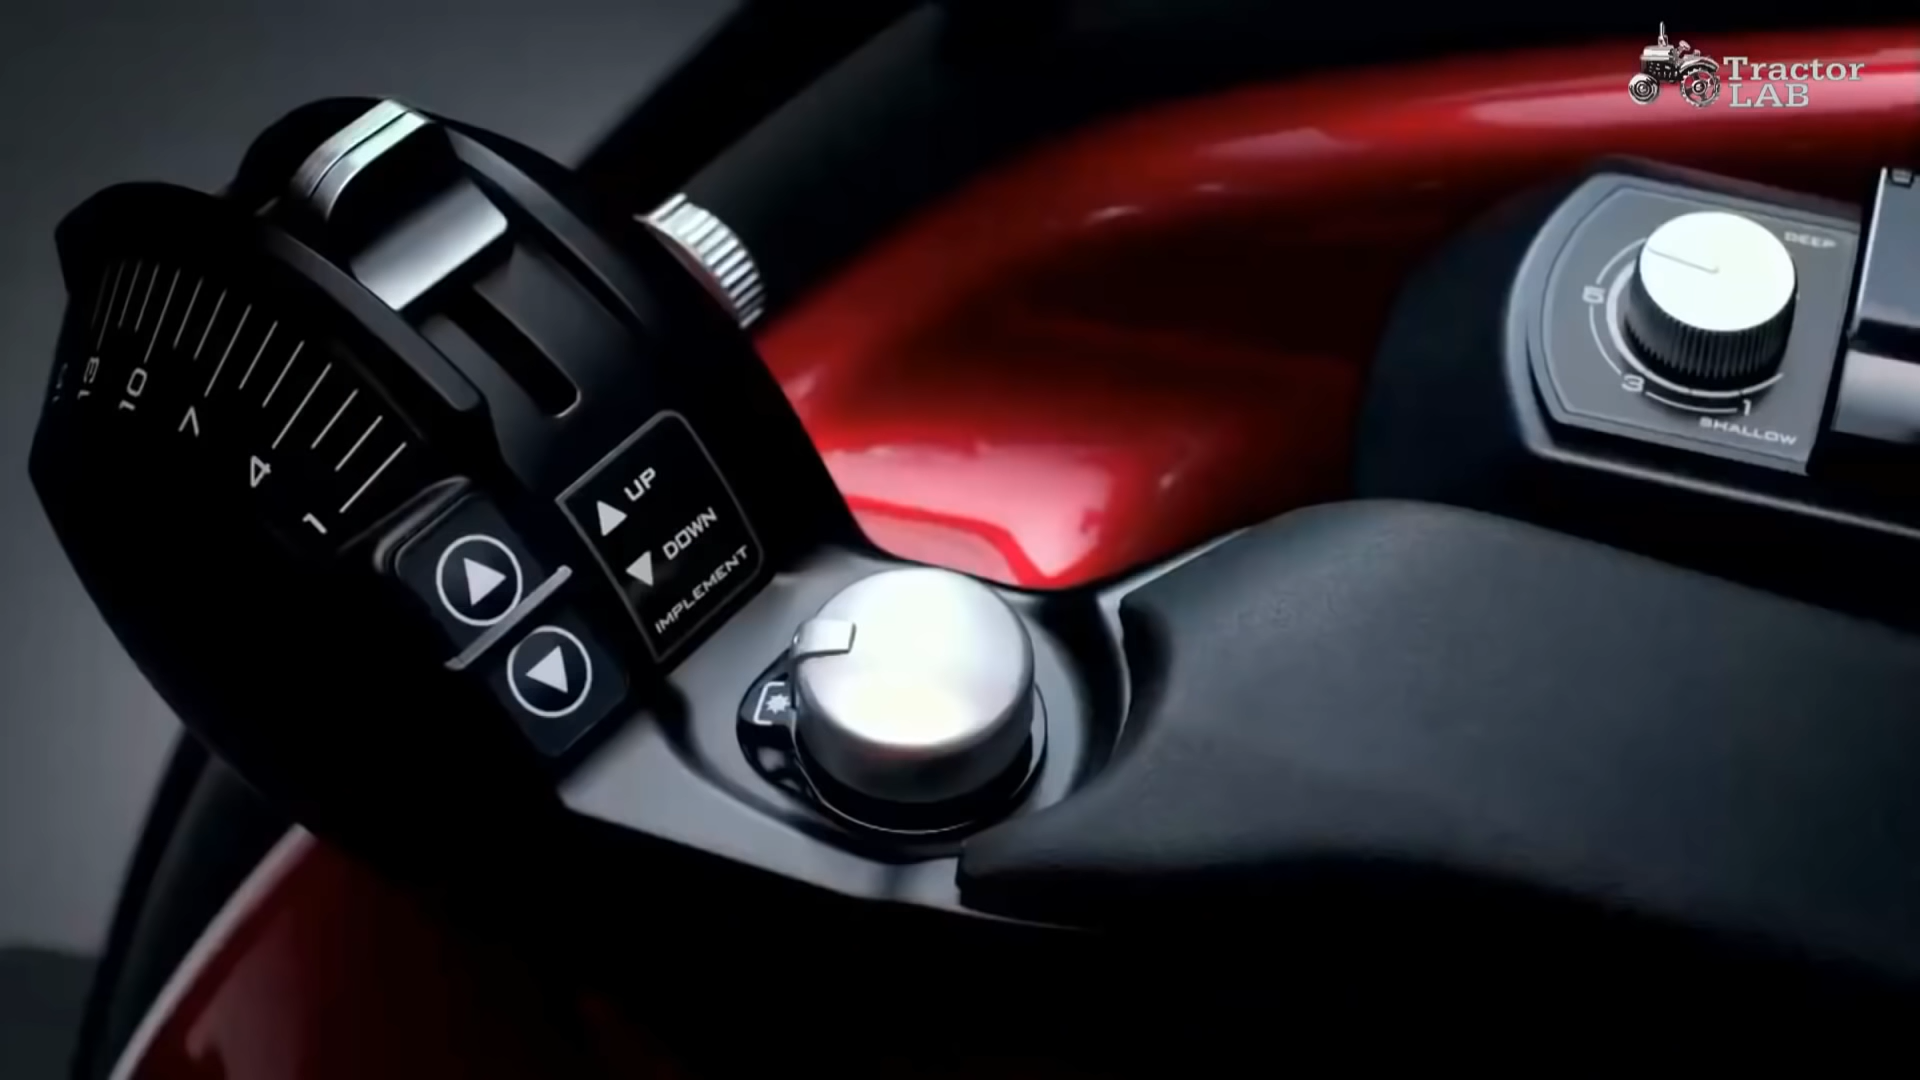 Tractor
LAB
DEEP
5
3
1
SHALLOW
13
10
7
4
1
UP
DOWN
IMPLEMENT